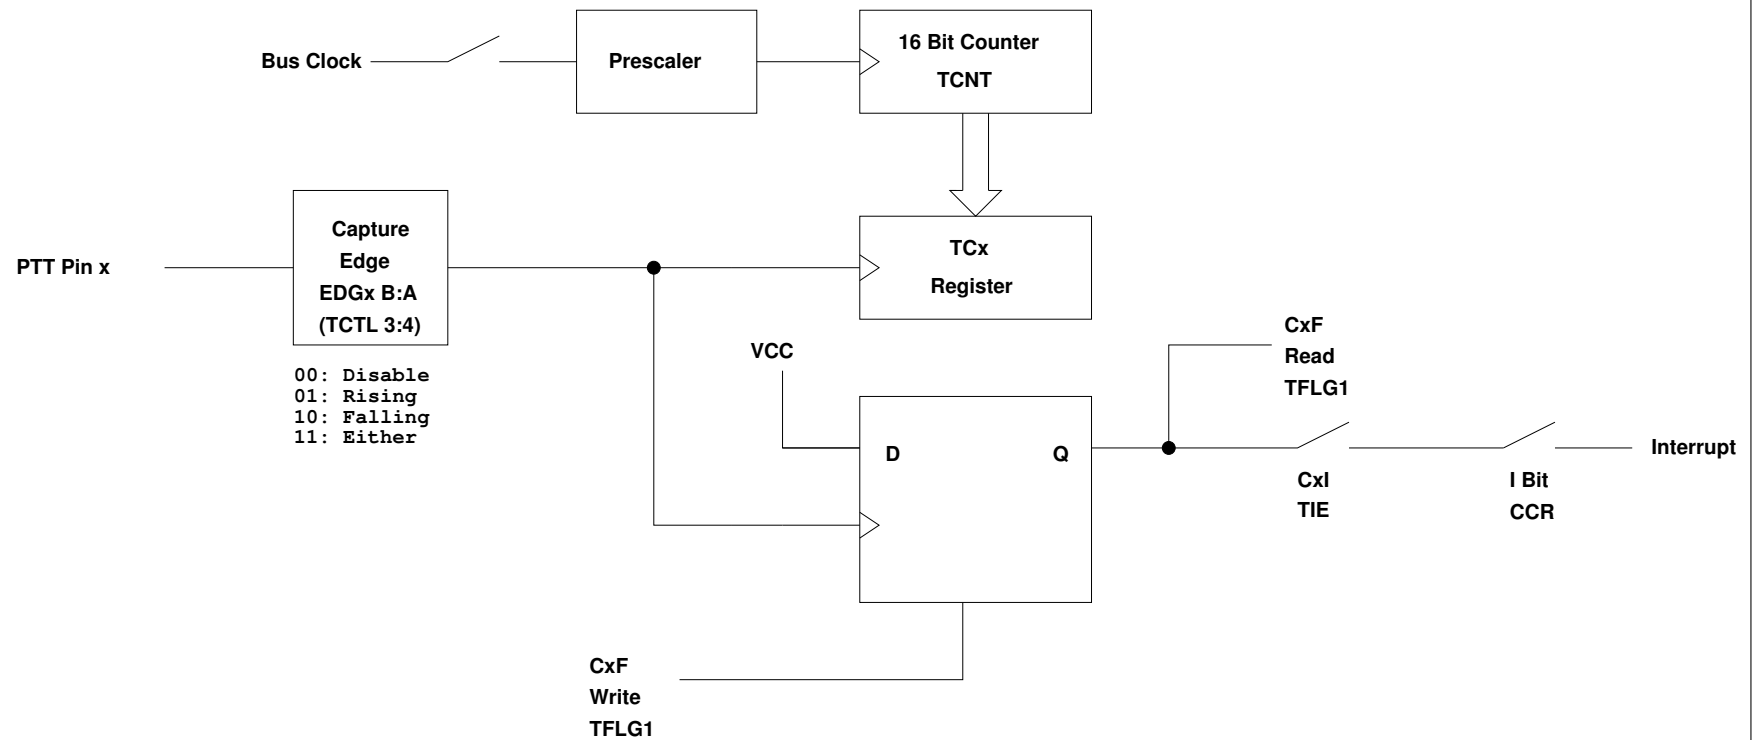 Bus Clock
Prescaler
16 Bit Counter
TCNT
PTT Pin x
Capture
Edge
EDGx B:A
(TCTL 3:4)
00: Disable
01: Rising
10: Falling
11: Either
TCx
Register
VCC
D
Q
CxF
Read
TFLG1
CxI
TIE
I Bit
CCR
Interrupt
CxF
Write
TFLG1